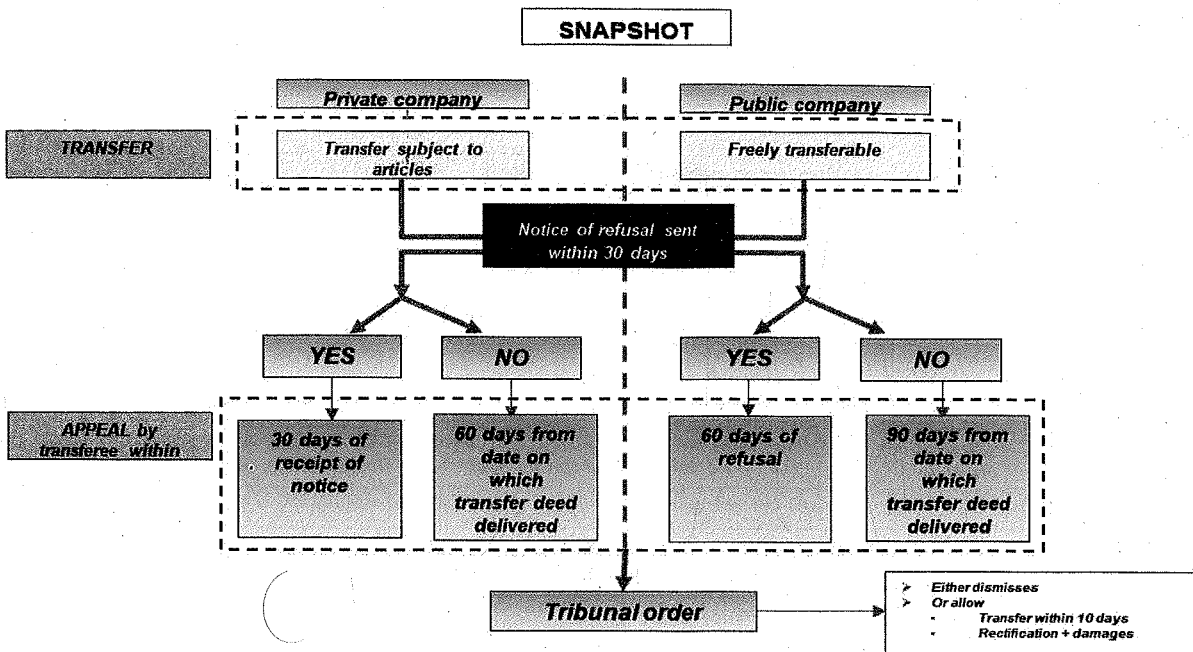 SNAPSHOT
Private company
Public company
TRANSFER
Transfer subject to
articles
Freely transferable
Notice of refusal sent
within 30 days
YES
NO
YES
NO
APPEAL by
transferee within
30 days of
receipt of
notice
60 days from
date on
which
transfer deed
delivered
60 days of
refusal
90 days from
date on
which
transfer deed
delivered
Tribunal order
➢ Either dismisses
➢ Or allow
▪ Transfer within 10 days
▪ Rectification + damages